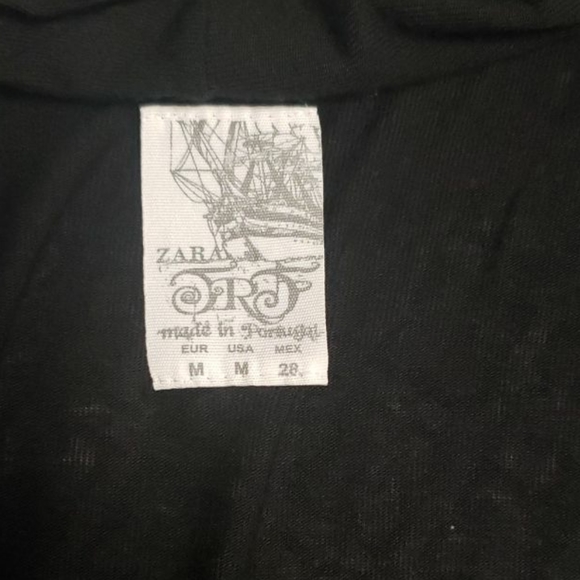 ZARA
TRF
made in Portugal
EUR USA MEX
M M 28.